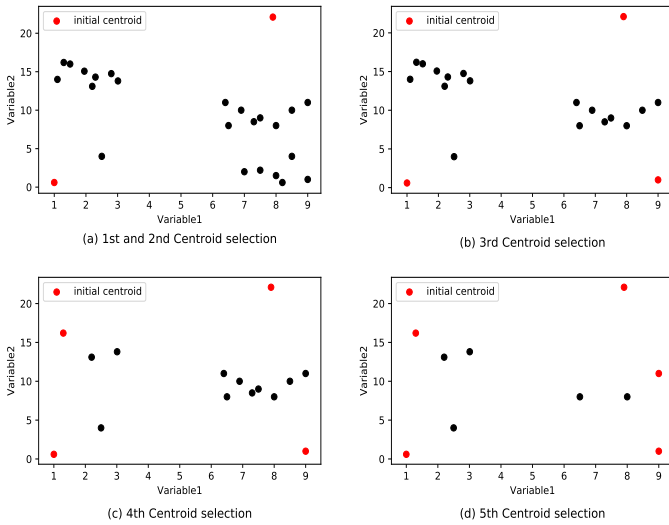 initial centroid
20
15
10
5
0
Variable2
1 2 3 4 5 6 7 8 9
Variable1
(a) 1st and 2nd Centroid selection
initial centroid
20
15
10
5
0
Variable2
1 2 3 4 5 6 7 8 9
Variable1
(b) 3rd Centroid selection
initial centroid
20
15
10
5
0
Variable2
1 2 3 4 5 6 7 8 9
Variable1
(c) 4th Centroid selection
initial centroid
20
15
10
5
0
Variable2
1 2 3 4 5 6 7 8 9
Variable1
(d) 5th Centroid selection